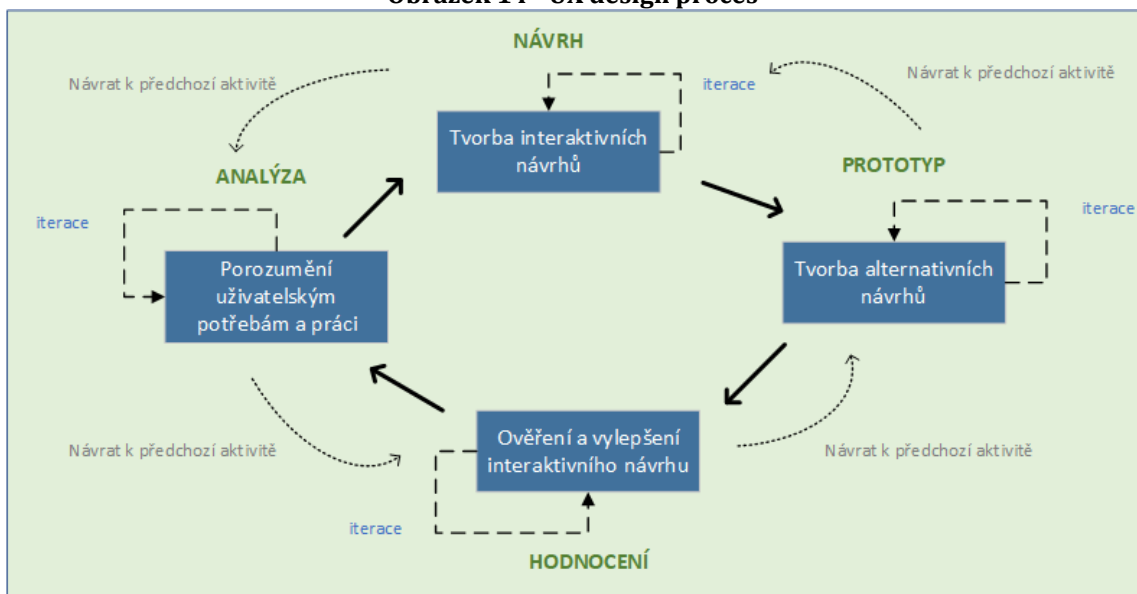 Obrázek 14 - UX design proces
NÁVRH
Návrat k předchozí aktivitě
Návrat k předchozí aktivitě
iterace
Tvorba interaktivních
návrhů
ANALÝZA
PROTOTYP
iterace
iterace
Porozumění
uživatelským
potřebám a práci
Tvorba alternativních
návrhů
Návrat k předchozí aktivitě
Ověření a vylepšení
interaktivního návrhu
Návrat k předchozí aktivitě
iterace
HODNOCENÍ